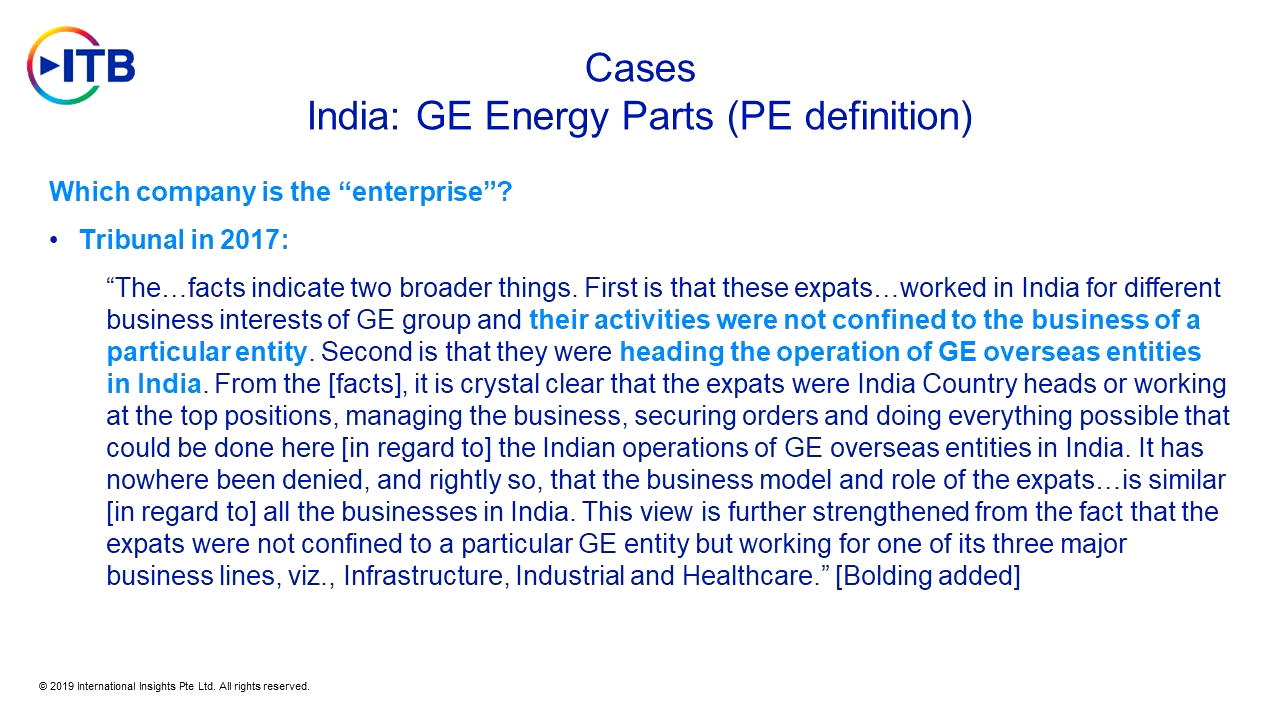 ITB
Cases
India: GE Energy Parts (PE definition)
Which company is the “enterprise”?
• Tribunal in 2017:
“The…facts indicate two broader things. First is that these expats…worked in India for different
business interests of GE group and their activities were not confined to the business of a
particular entity. Second is that they were heading the operation of GE overseas entities
in India. From the [facts], it is crystal clear that the expats were India Country heads or working
at the top positions, managing the business, securing orders and doing everything possible that
could be done here [in regard to] the Indian operations of GE overseas entities in India. It has
nowhere been denied, and rightly so, that the business model and role of the expats…is similar
[in regard to] all the businesses in India. This view is further strengthened from the fact that the
expats were not confined to a particular GE entity but working for one of its three major
business lines, viz., Infrastructure, Industrial and Healthcare.” [Bolding added]
© 2019 International Insights Pte Ltd. All rights reserved.